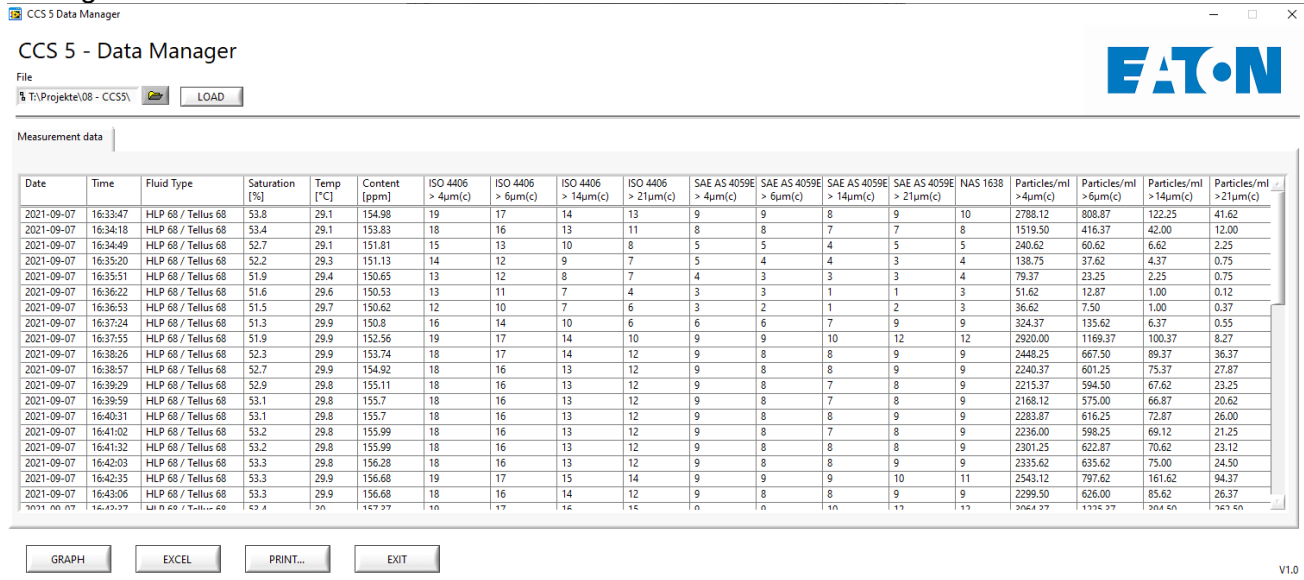 CCS 5 Data Manager
CCS 5 - Data Manager
EATON
File
T:\Projekte\08 - CCS5\ LOAD
Measurement data
Date Time Fluid Type Saturation [%] Temp [°C] Content [ppm] ISO 4406 > 4µm(c) ISO 4406 > 6µm(c) ISO 4406 > 14µm(c) ISO 4406 > 21µm(c) SAE AS 4059E > 4µm(c) SAE AS 4059E > 6µm(c) SAE AS 4059E > 14µm(c) SAE AS 4059E > 21µm(c) NAS 1638 Particles/ml >4µm(c) Particles/ml >6µm(c) Particles/ml >14µm(c) Particles/ml >21µm(c)
2021-09-07 16:33:47 HLP 68 / Tellus 68 53.8 29.1 154.98 19 17 14 13 9 9 8 9 10 2788.12 808.87 122.25 41.62
2021-09-07 16:34:18 HLP 68 / Tellus 68 53.4 29.1 153.83 18 16 13 11 8 8 7 7 8 1519.50 416.37 42.00 12.00
2021-09-07 16:34:49 HLP 68 / Tellus 68 52.7 29.1 151.81 15 13 10 8 5 5 4 5 5 240.62 60.62 6.62 2.25
2021-09-07 16:35:20 HLP 68 / Tellus 68 52.2 29.3 151.13 14 12 9 7 5 4 4 3 4 138.75 37.62 4.37 0.75
2021-09-07 16:35:51 HLP 68 / Tellus 68 51.9 29.4 150.65 13 12 8 7 4 3 3 3 4 79.37 23.25 2.25 0.75
2021-09-07 16:36:22 HLP 68 / Tellus 68 51.6 29.6 150.53 13 11 7 4 3 3 1 1 3 51.62 12.87 1.00 0.12
2021-09-07 16:36:53 HLP 68 / Tellus 68 51.5 29.7 150.62 12 10 7 6 3 2 1 2 3 36.62 7.50 1.00 0.37
2021-09-07 16:37:24 HLP 68 / Tellus 68 51.3 29.9 150.8 16 14 10 6 6 6 7 9 9 324.37 135.62 6.37 0.55
2021-09-07 16:37:55 HLP 68 / Tellus 68 51.9 29.9 152.56 19 17 14 10 9 9 10 12 12 2920.00 1169.37 100.37 8.27
2021-09-07 16:38:26 HLP 68 / Tellus 68 52.3 29.9 153.74 18 17 14 12 9 8 8 9 9 2448.25 667.50 89.37 36.37
2021-09-07 16:38:57 HLP 68 / Tellus 68 52.7 29.9 154.92 18 16 13 12 9 8 8 9 9 2240.37 601.25 75.37 27.87
2021-09-07 16:39:29 HLP 68 / Tellus 68 52.9 29.8 155.11 18 16 13 12 9 8 7 8 9 2215.37 594.50 67.62 23.25
2021-09-07 16:39:59 HLP 68 / Tellus 68 53.1 29.8 155.7 18 16 13 12 9 8 7 8 9 2168.12 575.00 66.87 20.62
2021-09-07 16:40:31 HLP 68 / Tellus 68 53.1 29.8 155.7 18 16 13 12 9 8 8 9 9 2283.87 616.25 72.87 26.00
2021-09-07 16:41:02 HLP 68 / Tellus 68 53.2 29.8 155.99 18 16 13 12 9 8 7 8 9 2236.00 598.25 69.12 21.25
2021-09-07 16:41:32 HLP 68 / Tellus 68 53.2 29.8 155.99 18 16 13 12 9 8 8 8 9 2301.25 622.87 70.62 23.12
2021-09-07 16:42:03 HLP 68 / Tellus 68 53.3 29.8 156.28 18 16 13 12 9 8 8 9 9 2335.62 635.62 75.00 24.50
2021-09-07 16:42:35 HLP 68 / Tellus 68 53.3 29.9 156.68 19 17 15 14 9 9 9 10 11 2543.12 797.62 161.62 94.37
2021-09-07 16:43:06 HLP 68 / Tellus 68 53.3 29.9 156.68 18 16 14 12 9 8 8 9 9 2299.50 626.00 85.62 26.37
2021-09-07 16:43:37 HLP 68 / Tellus 68 53.4 30 157.37 19 17 16 15 9 9 10 12 12
GRAPH EXCEL PRINT... EXIT
V1.0